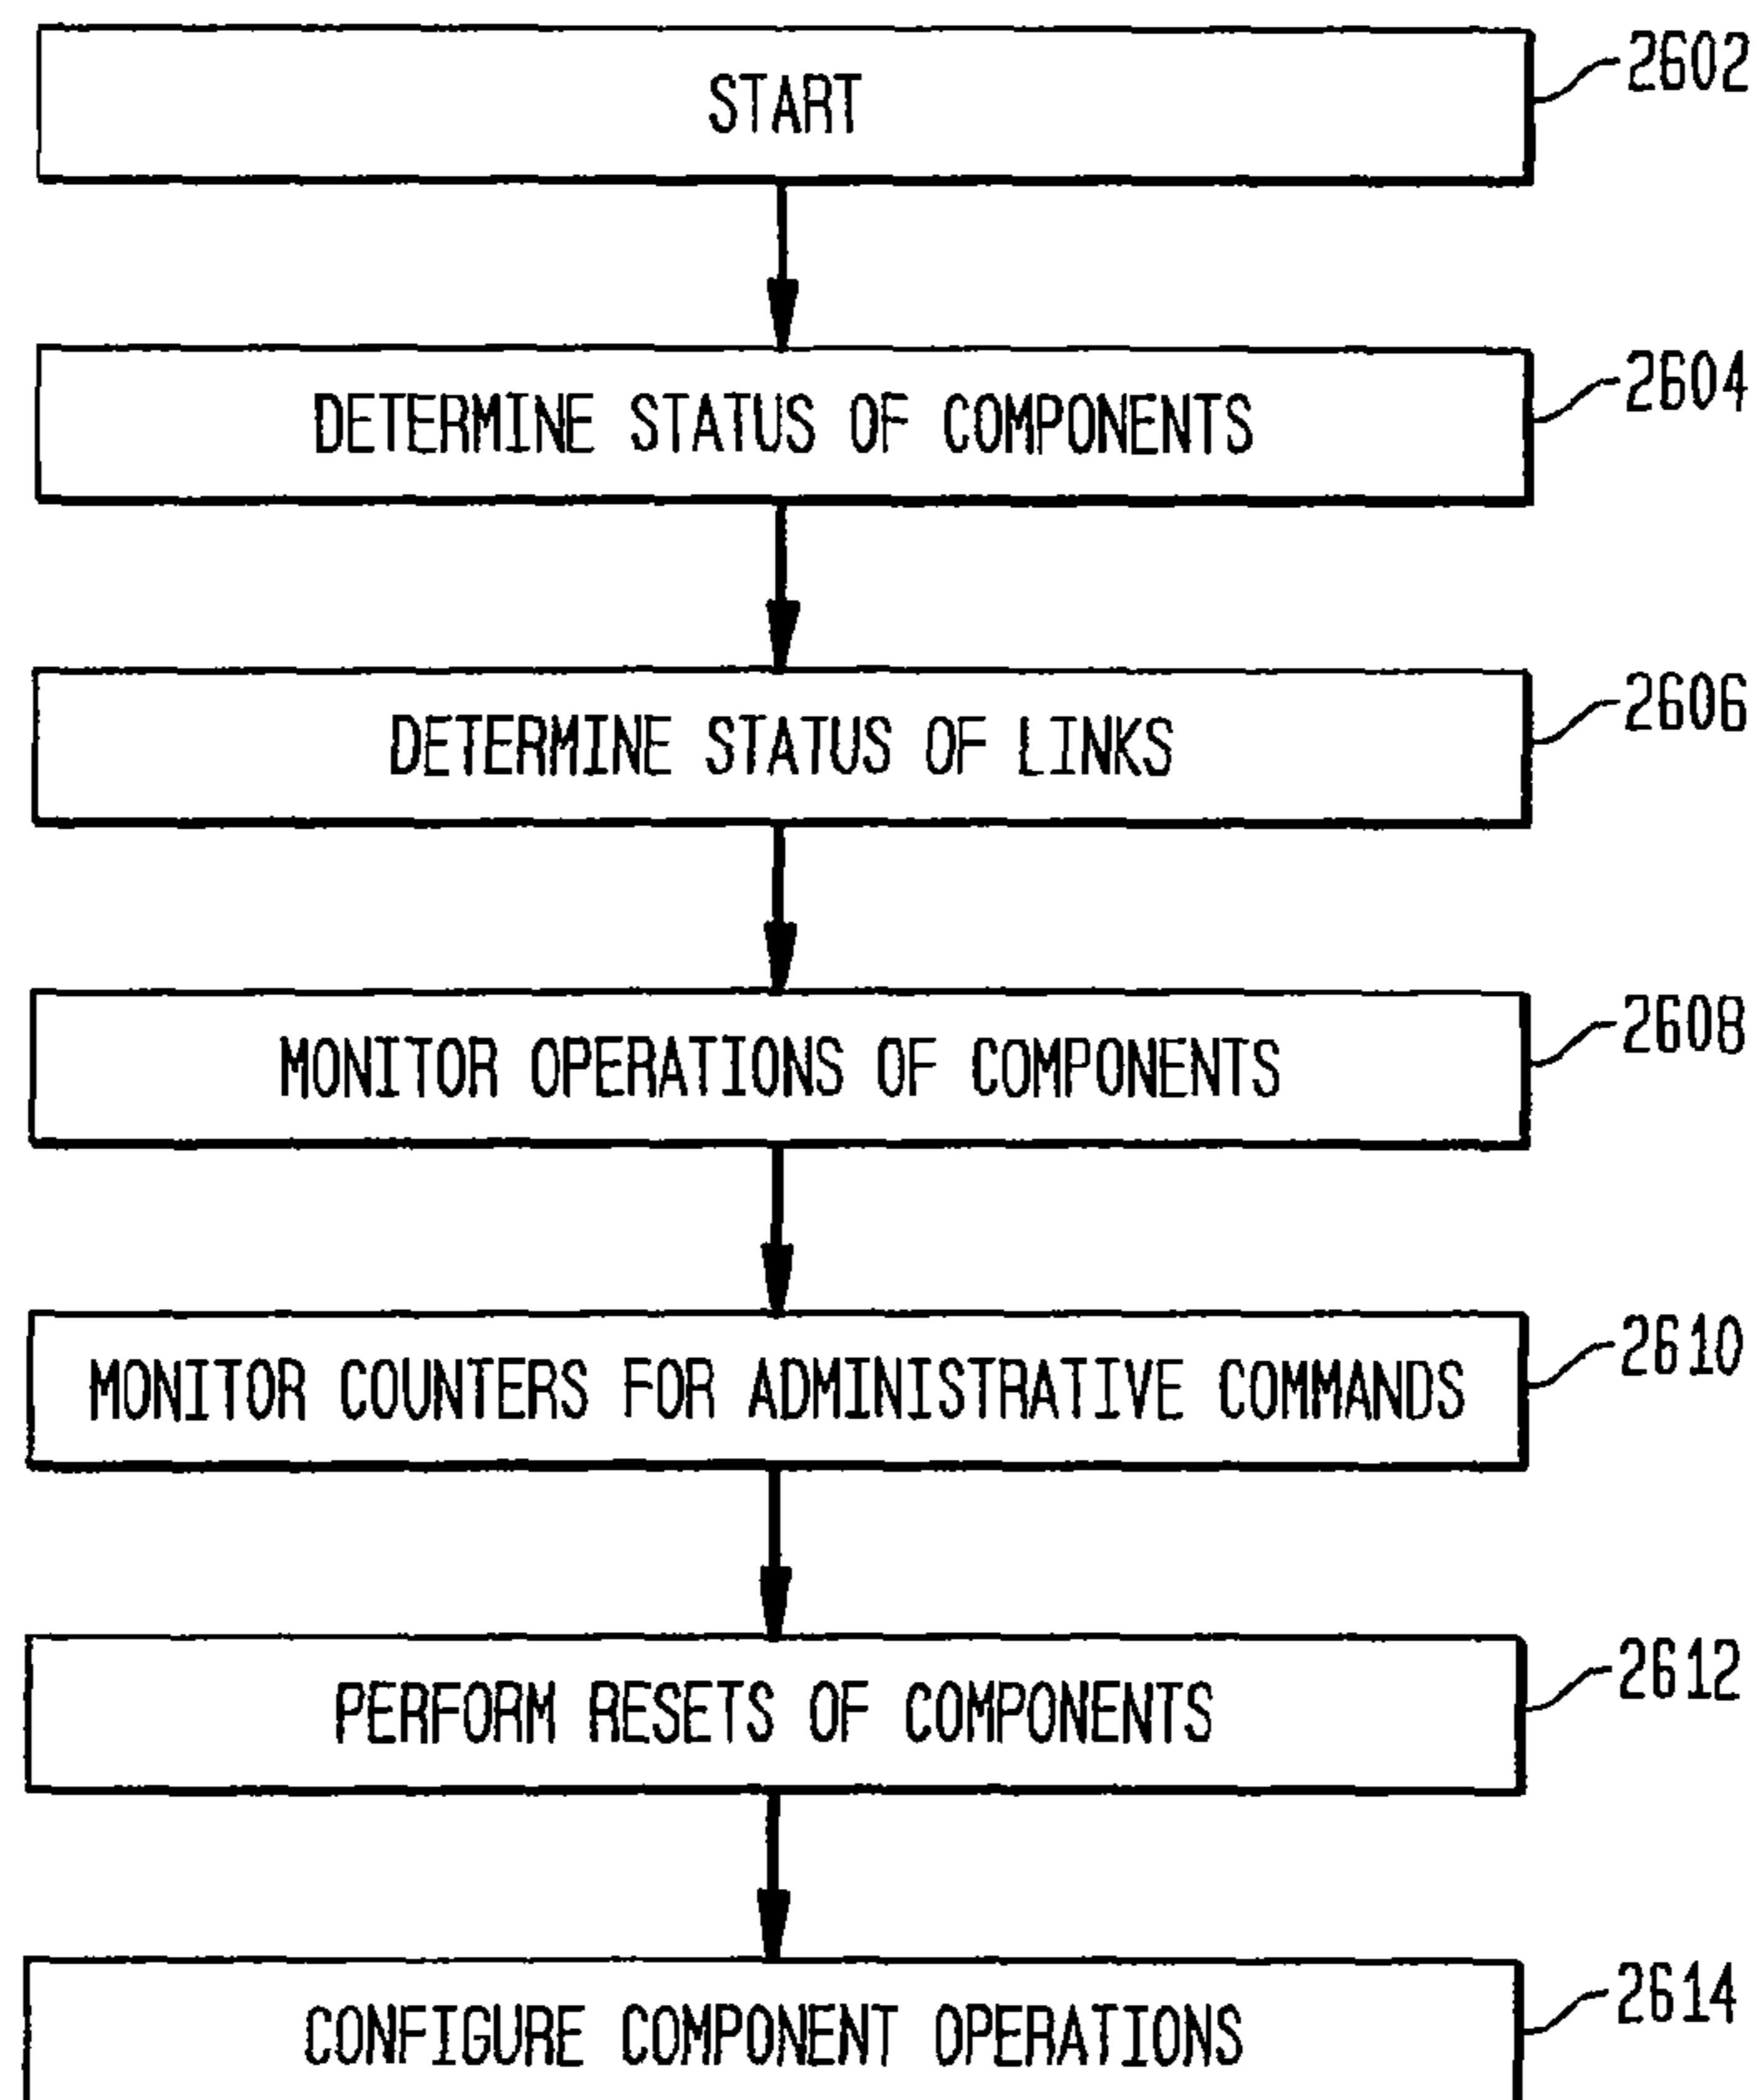 START
2602
DETERMINE STATUS OF COMPONENTS
2604
DETERMINE STATUS OF LINKS
2606
MONITOR OPERATIONS OF COMPONENTS
2608
MONITOR COUNTERS FOR ADMINISTRATIVE COMMANDS
2610
PERFORM RESETS OF COMPONENTS
2612
CONFIGURE COMPONENT OPERATIONS
2614